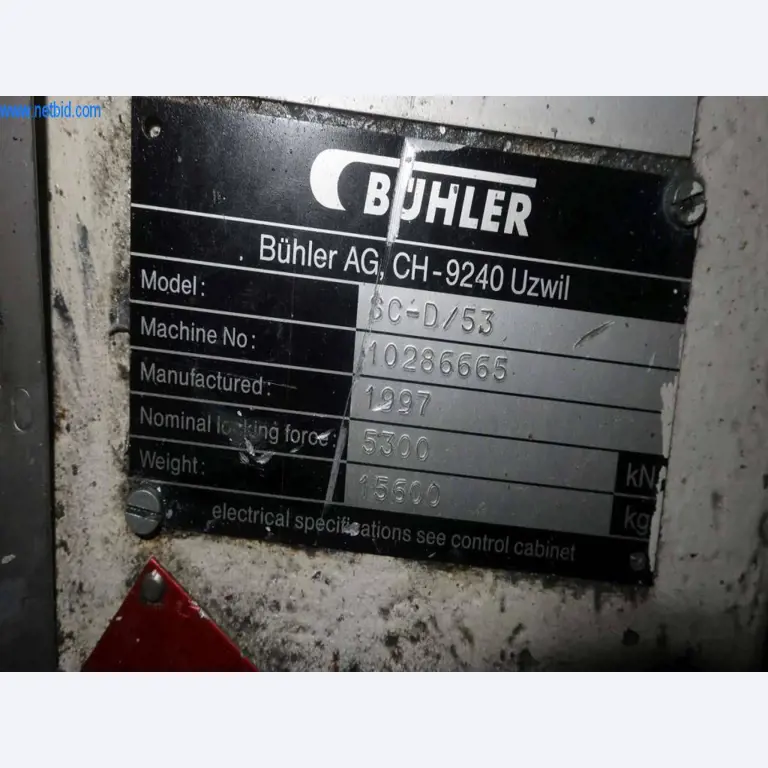 www.netbid.com
BÜHLER
Bühler AG, CH-9240 Uzwil
Model: SC-D/53
Machine No: 10286665
Manufactured: 1997
Nominal locking force: 5300 kN
Weight: 15600 kg
electrical specifications see control cabinet